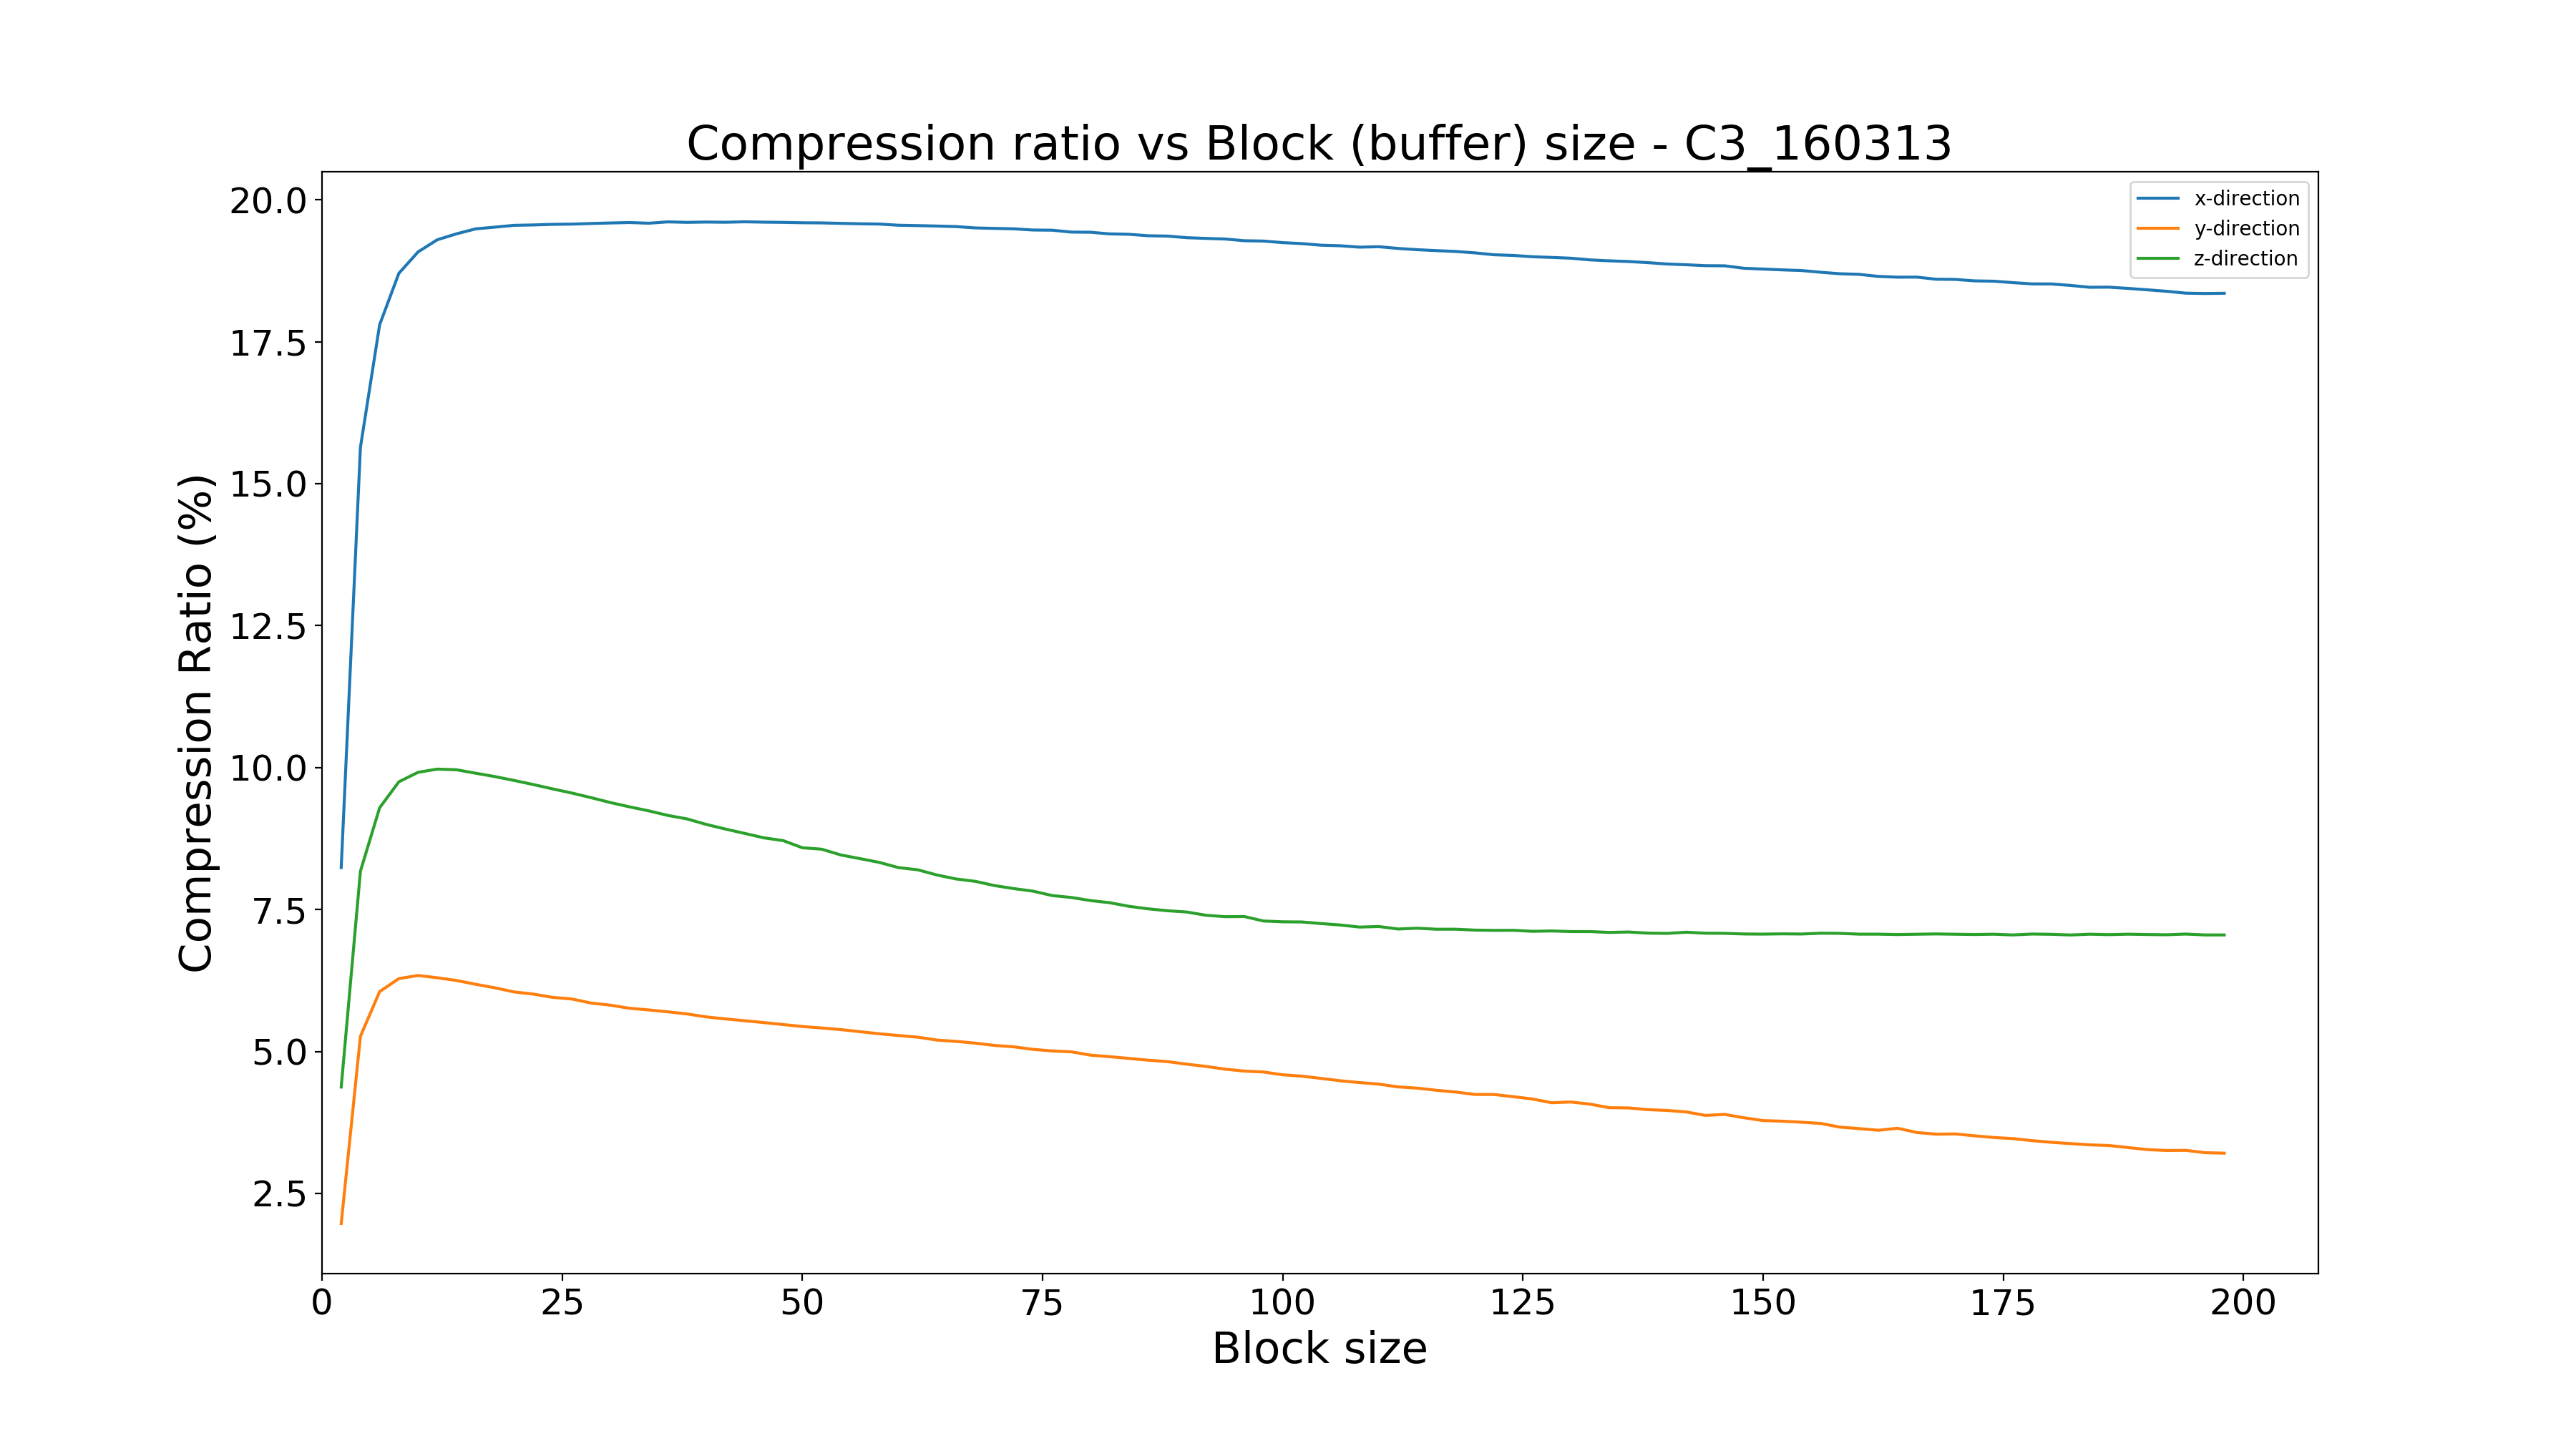 Compression ratio vs Block (buffer) size - C3_160313
x-direction
y-direction
z-direction
Compression Ratio (%)
20.0
17.5
15.0
12.5
10.0
7.5
5.0
2.5
0 25 50 75 100 125 150 175 200
Block size